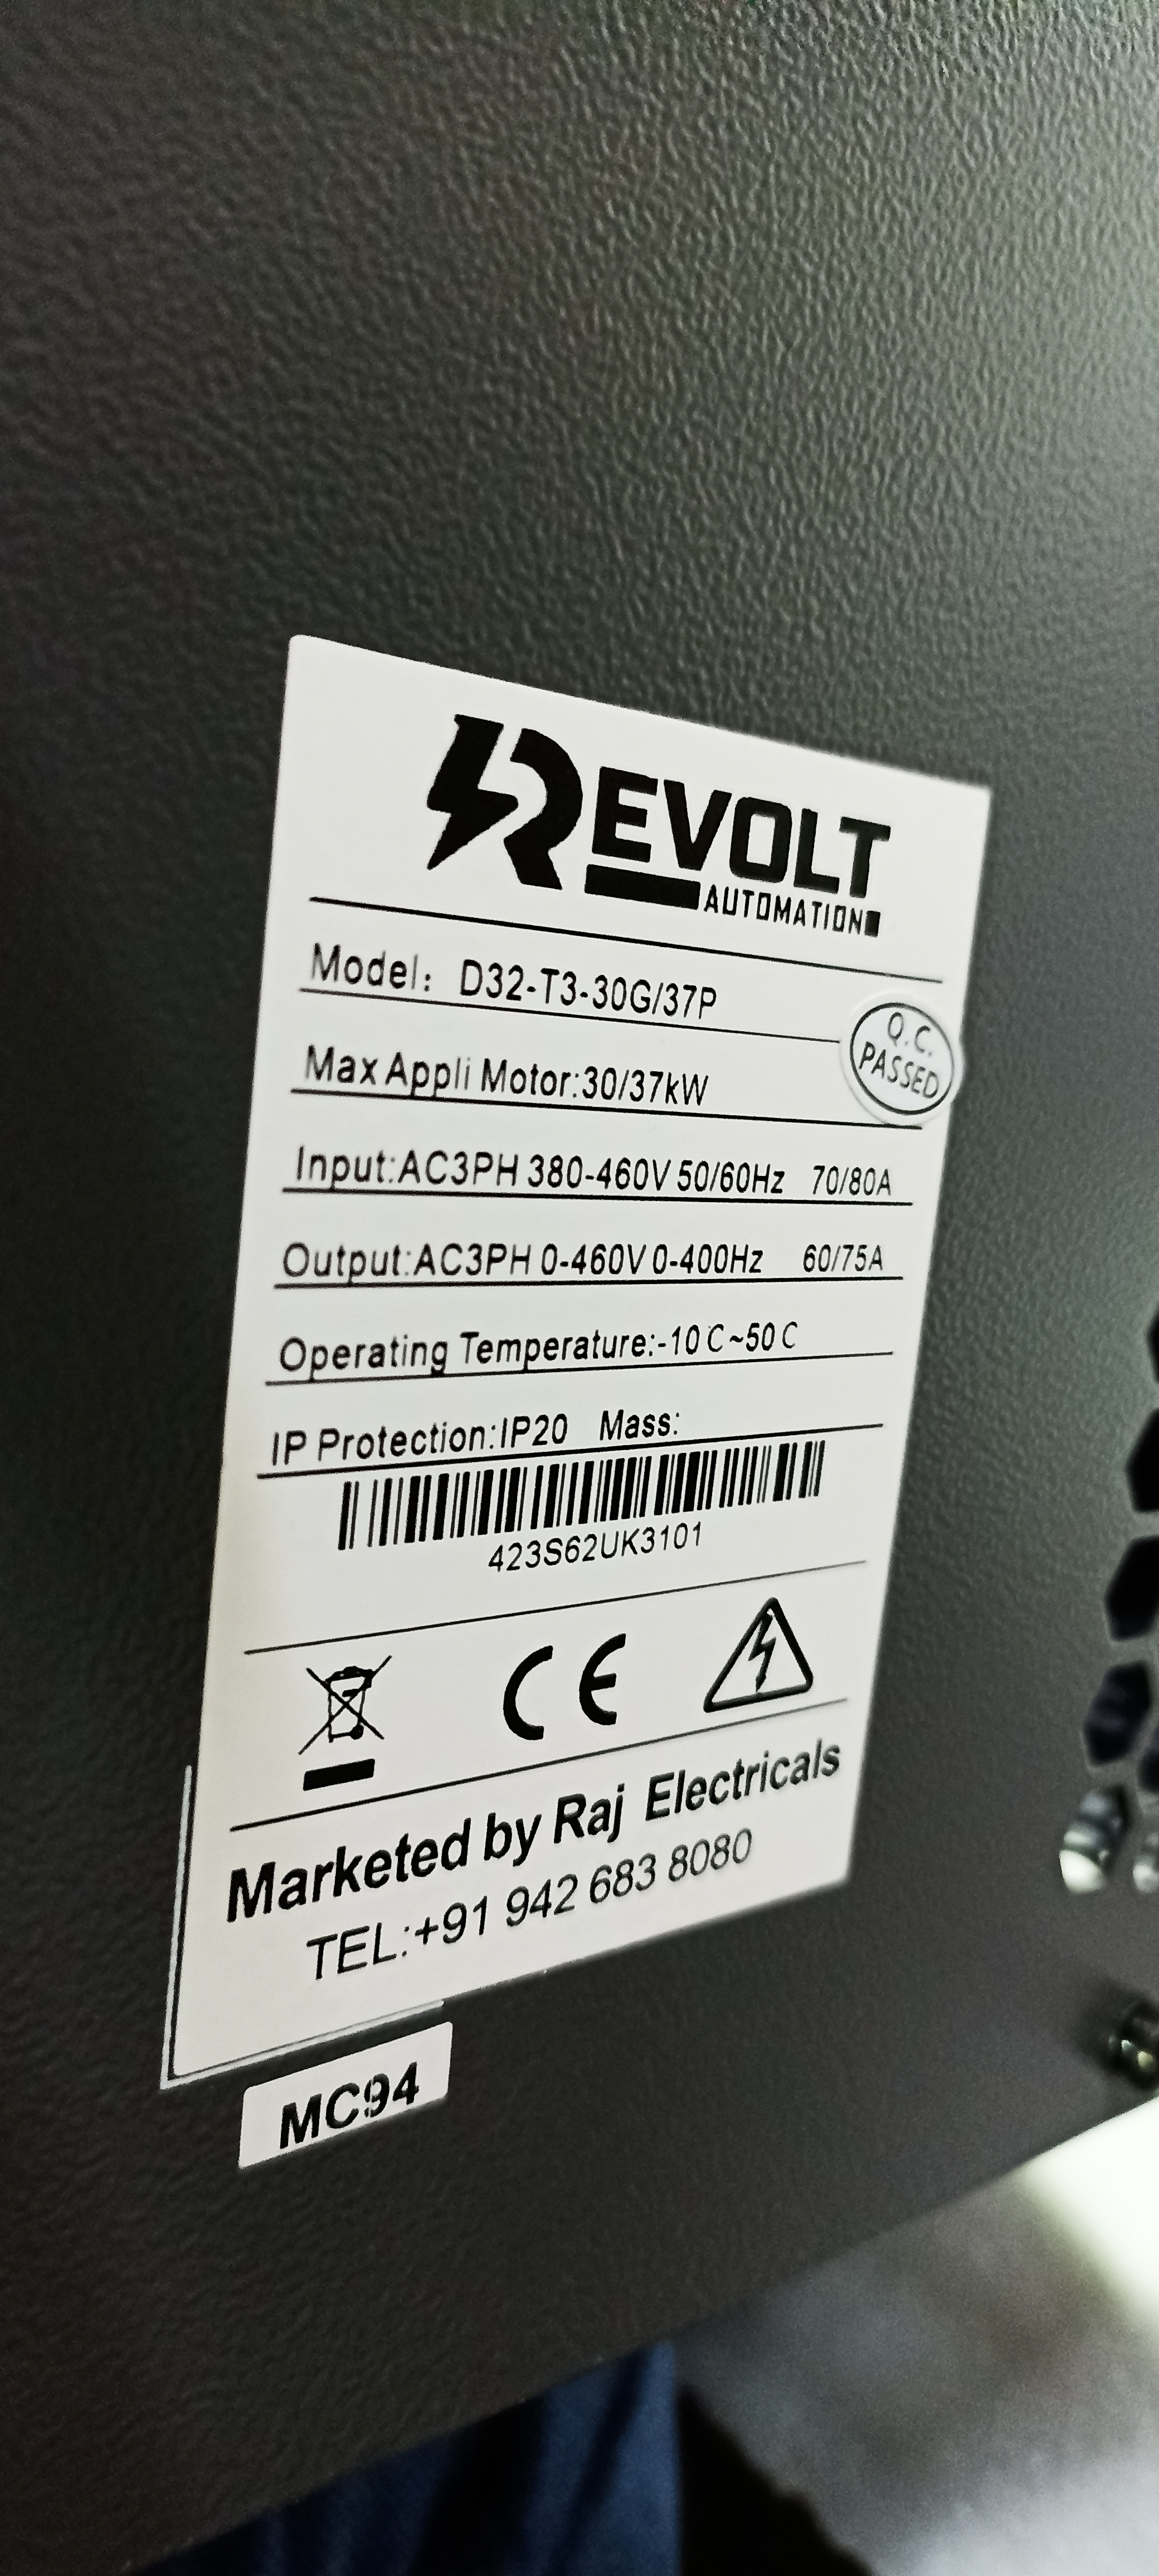 REVOLT
AUTOMATION
Model: D32-T3-30G/37P
Q.C.
PASSED
Max Appli Motor:30/37kW
Input:AC3PH 380-460V 50/60Hz 70/80A
Output:AC3PH 0-460V 0-400Hz 60/75A
Operating Temperature:-10 C~50 C
IP Protection:IP20 Mass:
423S62UK3101
CE
Marketed by Raj Electricals
TEL:+91 942 683 8080
MC94